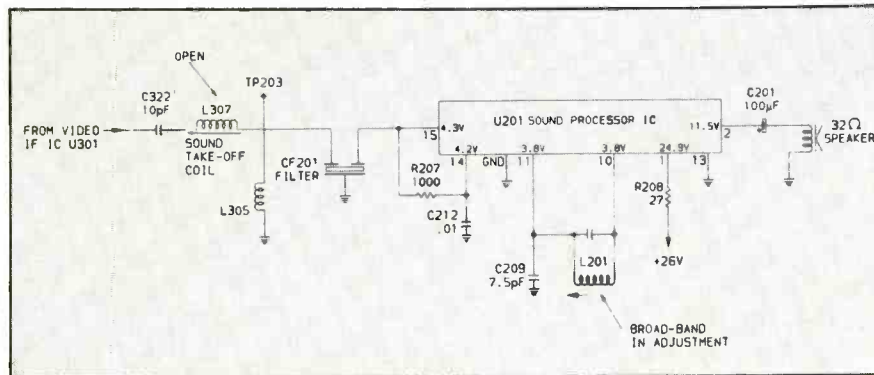 OPEN
TP203
C322
10pF
L307
FROM VIDEO
IF IC U301
SOUND
TAKE-OFF
COIL
L305
CF201
FILTER
U201 SOUND PROCESSOR IC
15
4.3V
4.2V
14
GND
3.8V
11
3.8V
10
24.9V
1
13
11.5V
2
C201
100µF
32Ω
SPEAKER
R207
1000
C212
.01
R208
27
+26V
C209
7.5pF
L201
BROAD-BAND
IN ADJUSTMENT